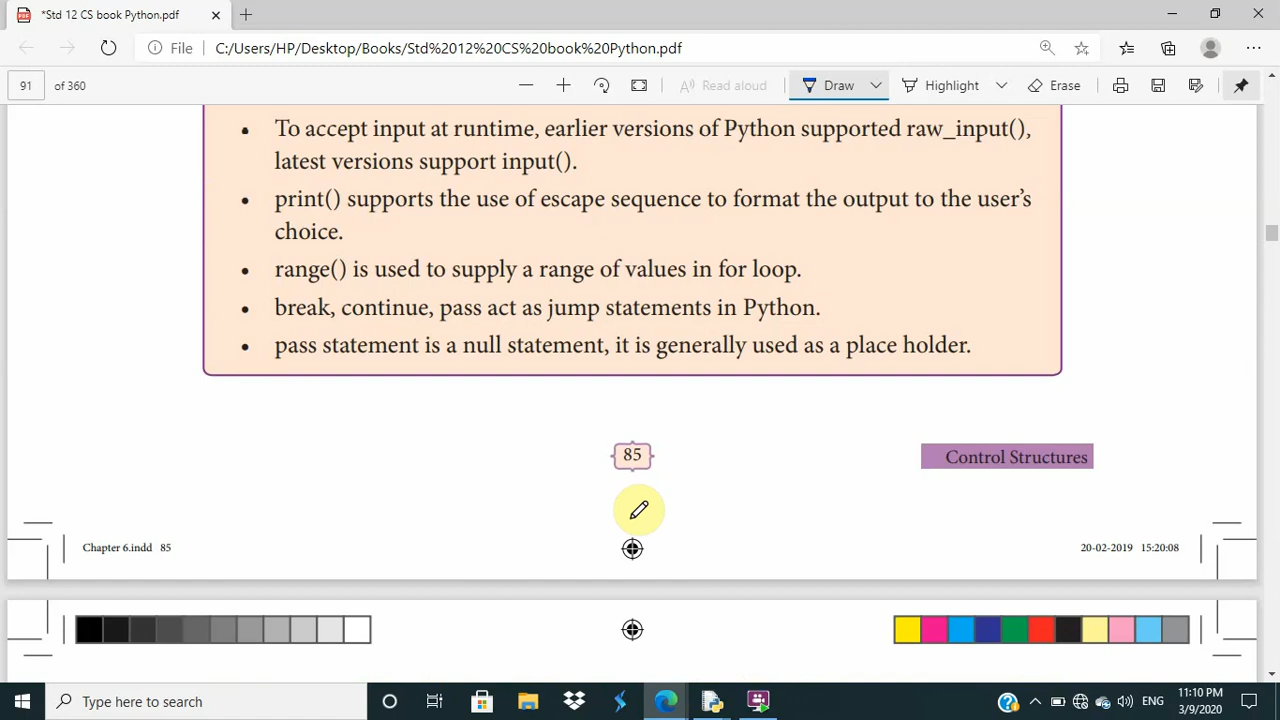 *Std 12 CS book Python.pdf
File C:/Users/HP/Desktop/Books/Std%2012%20CS%20book%20Python.pdf
91 of 360 Read aloud Draw Highlight Erase
• To accept input at runtime, earlier versions of Python supported raw_input(),
latest versions support input().
• print() supports the use of escape sequence to format the output to the user’s
choice.
• range() is used to supply a range of values in for loop.
• break, continue, pass act as jump statements in Python.
• pass statement is a null statement, it is generally used as a place holder.
85
Control Structures
Chapter 6.indd 85
20-02-2019 15:20:08
Type here to search
ENG
11:10 PM
3/9/2020